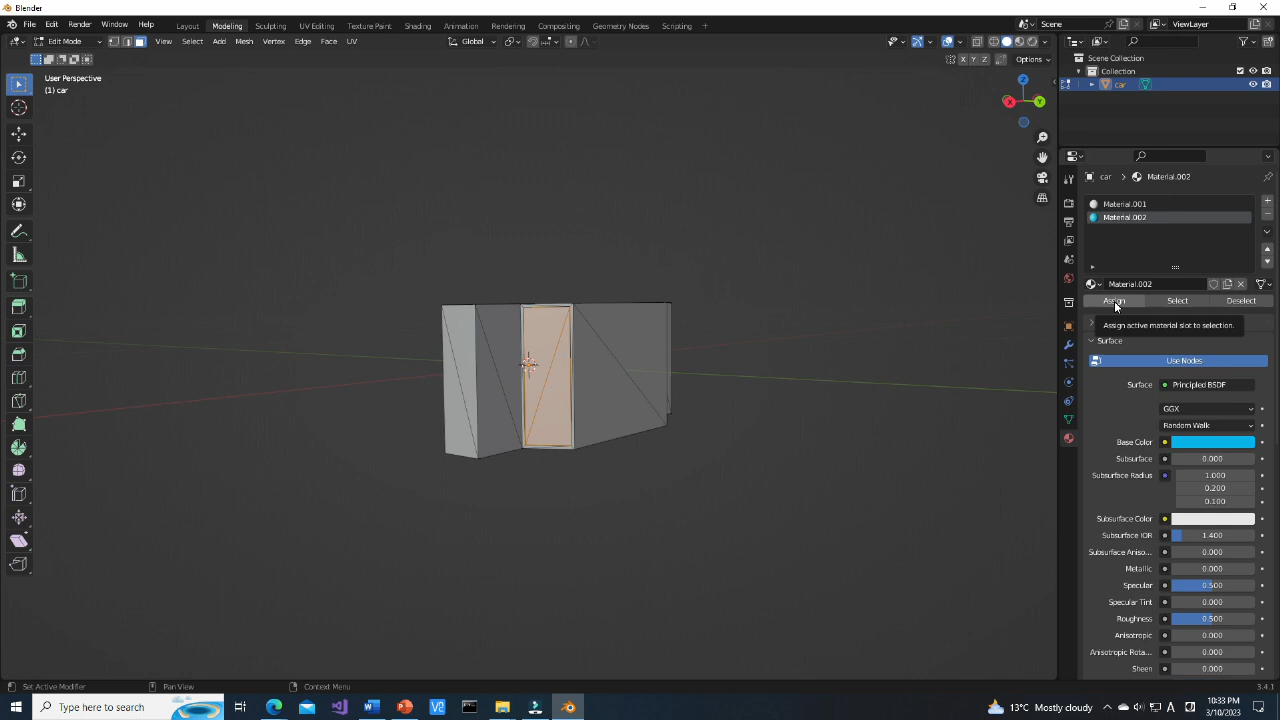 Blender
File Edit Render Window Help Layout Modeling Sculpting UV Editing Texture Paint Shading Animation Rendering Compositing Geometry Nodes Scripting + Scene ViewLayer
Edit Mode View Select Add Mesh Vertex Edge Face UV Global
X Y Z Options
User Perspective
(1) car
Z
X Y
Scene Collection
Collection
car
car > Material.002
Material.001
Material.002
Material.002
Assign Select Deselect
Assign active material slot to selection.
Surface
Use Nodes
Surface Principled BSDF
GGX
Random Walk
Base Color
Subsurface 0.000
Subsurface Radius 1.000
0.200
0.100
Subsurface Color
Subsurface IOR 1.400
Subsurface Aniso... 0.000
Metallic 0.000
Specular 0.500
Specular Tint 0.000
Roughness 0.500
Anisotropic 0.000
Anisotropic Rota... 0.000
Sheen 0.000
Set Active Modifier Pan View Context Menu 3.4.1
Type here to search 13°C Mostly cloudy A 10:33 PM
3/10/2023